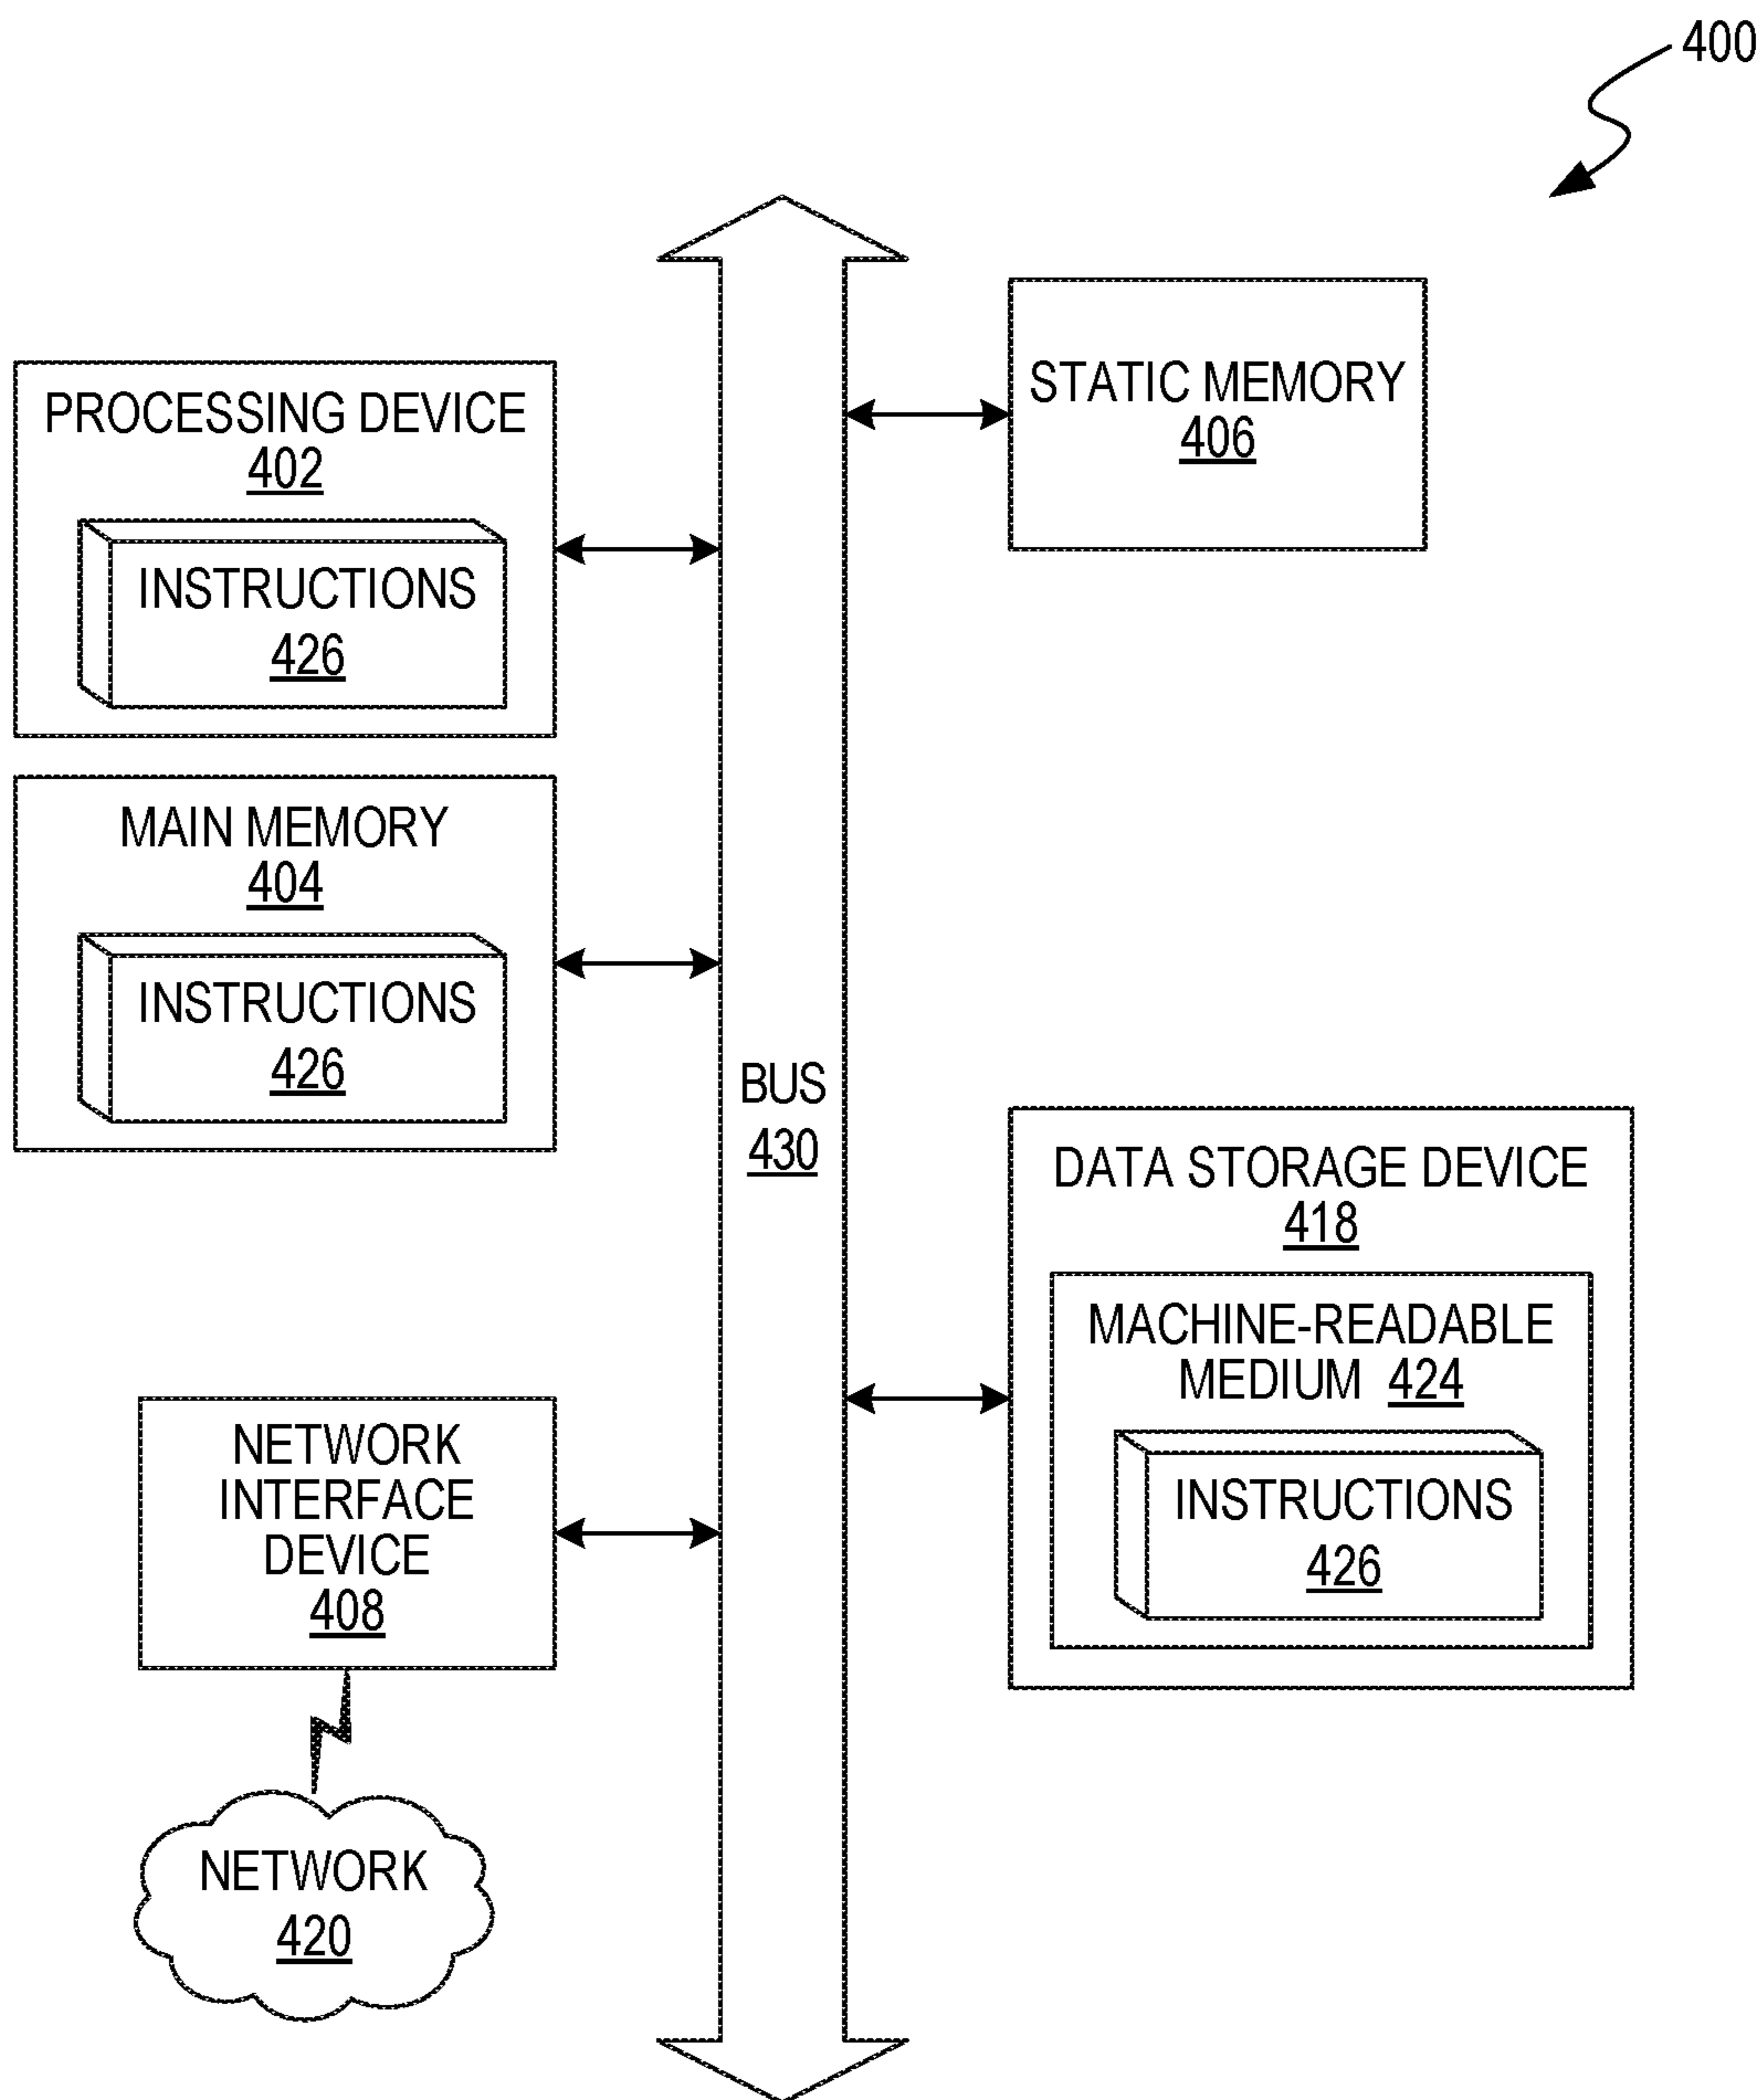 400
PROCESSING DEVICE
402
INSTRUCTIONS
426
STATIC MEMORY
406
MAIN MEMORY
404
INSTRUCTIONS
426
BUS
430
DATA STORAGE DEVICE
418
MACHINE-READABLE
MEDIUM 424
INSTRUCTIONS
426
NETWORK
INTERFACE
DEVICE
408
NETWORK
420